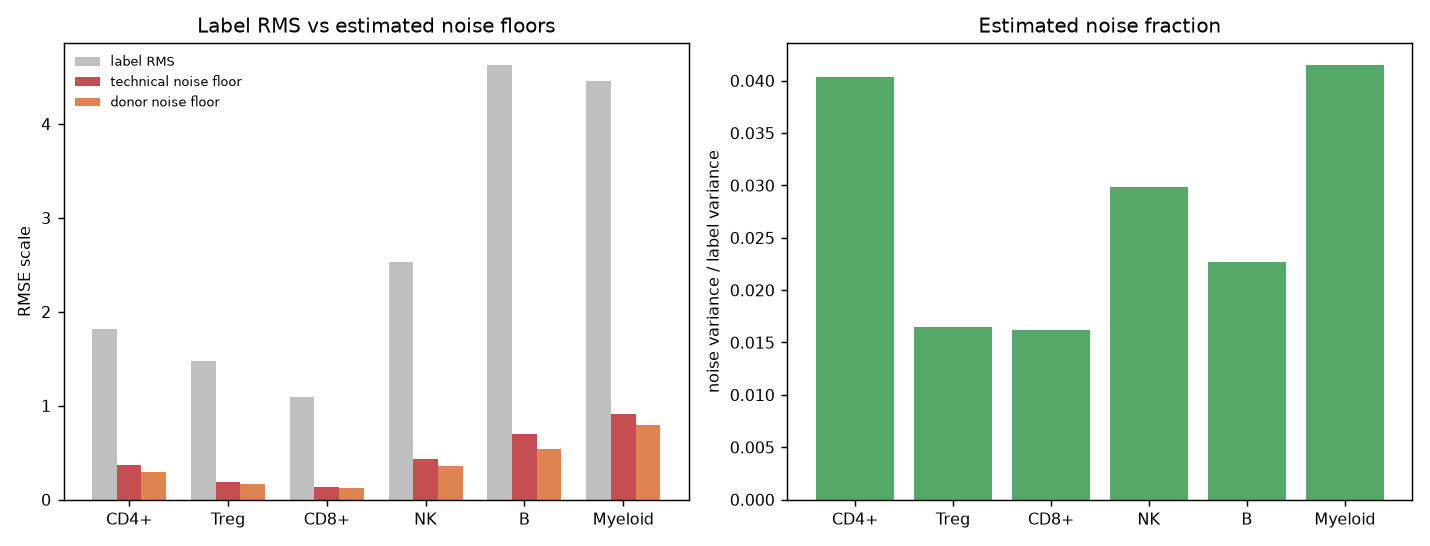 Label RMS vs estimated noise floors
label RMS
technical noise floor
donor noise floor
RMSE scale
4
3
2
1
0
CD4+ Treg CD8+ NK B Myeloid
Estimated noise fraction
noise variance / label variance
0.040
0.035
0.030
0.025
0.020
0.015
0.010
0.005
0.000
CD4+ Treg CD8+ NK B Myeloid